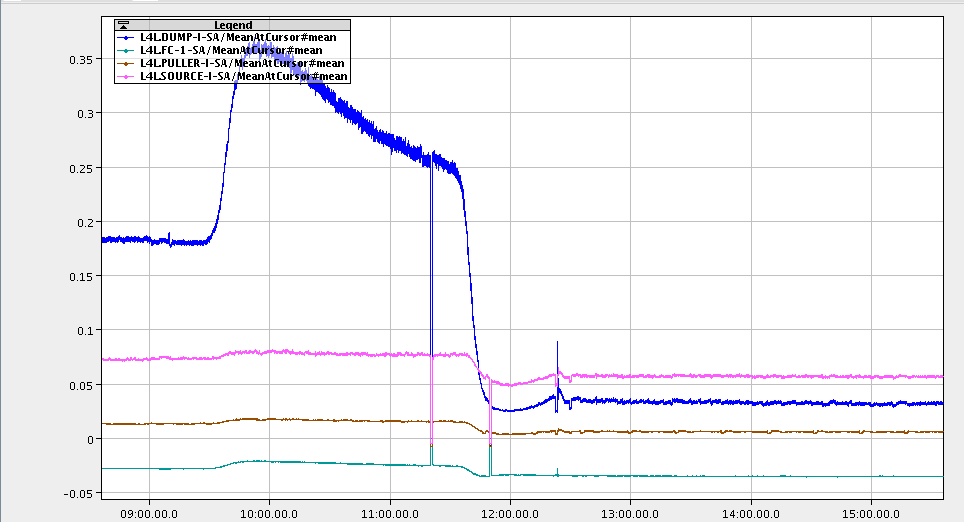 Legend
L4L.DUMP-I-SA/MeanAtCursor#mean
L4L.FC-1-SA/MeanAtCursor#mean
L4L.PULLER-I-SA/MeanAtCursor#mean
L4L.SOURCE-I-SA/MeanAtCursor#mean
0.35
0.3
0.25
0.2
0.15
0.1
0.05
0
-0.05
09:00:00.0 10:00:00.0 11:00:00.0 12:00:00.0 13:00:00.0 14:00:00.0 15:00:00.0